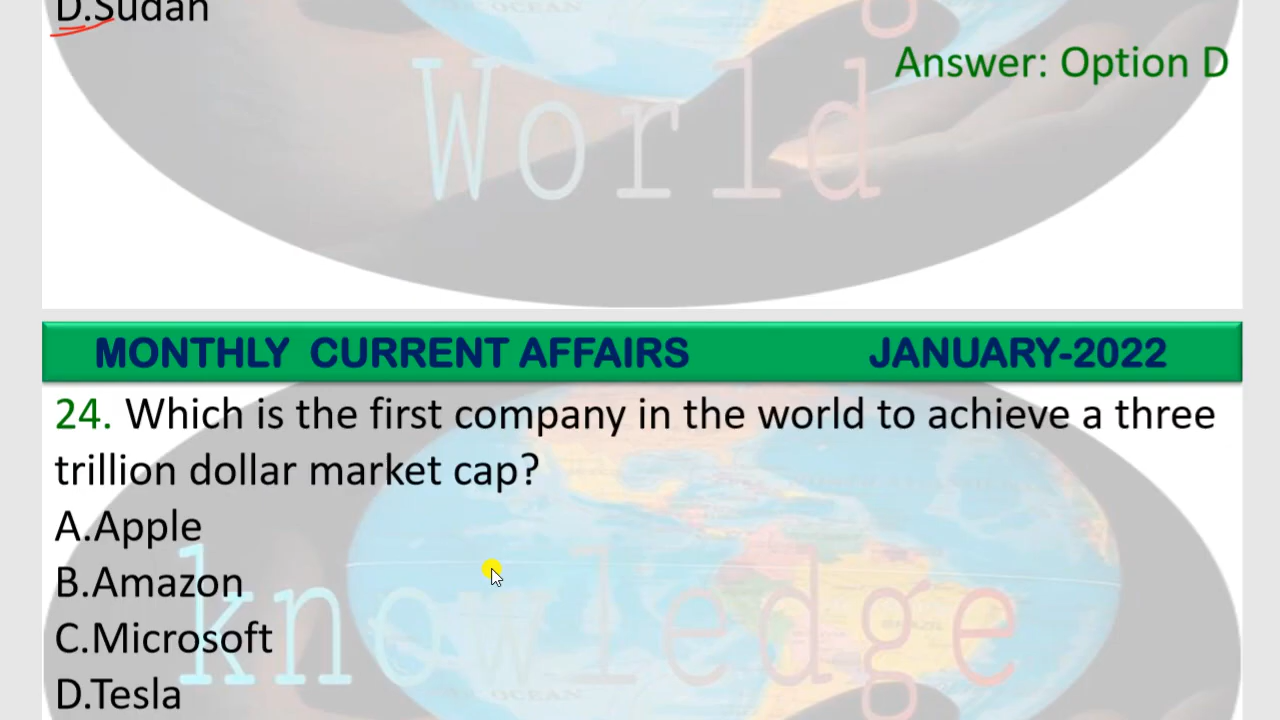 D.Sudan
Answer: Option D
World
MONTHLY CURRENT AFFAIRS JANUARY-2022
24. Which is the first company in the world to achieve a three
trillion dollar market cap?
A.Apple
B.Amazon
C.Microsoft
D.Tesla
knowledge
OCEAN